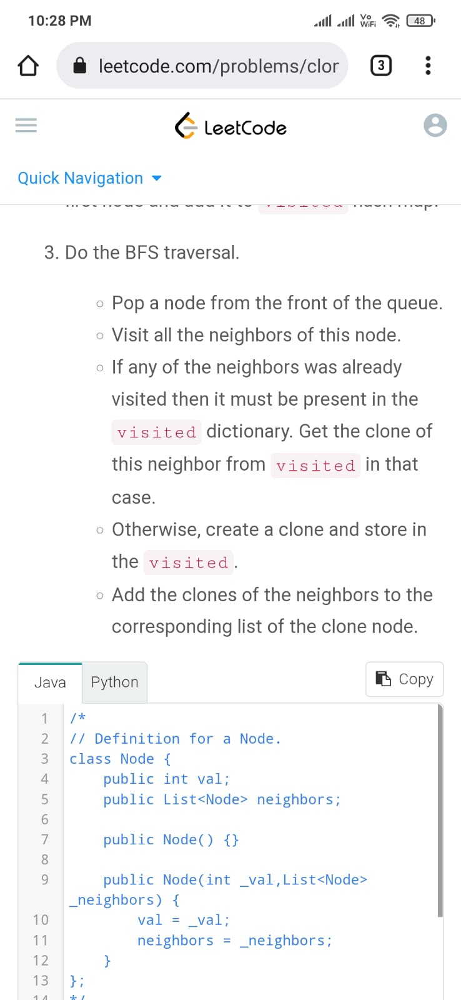 10:28 PM
Vo
WiFi
48
leetcode.com/problems/clor
3
LeetCode
Quick Navigation
3. Do the BFS traversal.
Pop a node from the front of the queue.
Visit all the neighbors of this node.
If any of the neighbors was already
visited then it must be present in the
visited dictionary. Get the clone of
this neighbor from visited in that
case.
Otherwise, create a clone and store in
the visited.
Add the clones of the neighbors to the
corresponding list of the clone node.
Java Python Copy
1 /*
2 // Definition for a Node.
3 class Node {
4 public int val;
5 public List<Node> neighbors;
6
7 public Node() {}
8
9 public Node(int _val,List<Node>
_neighbors) {
10 val = _val;
11 neighbors = _neighbors;
12 }
13 };
14 */